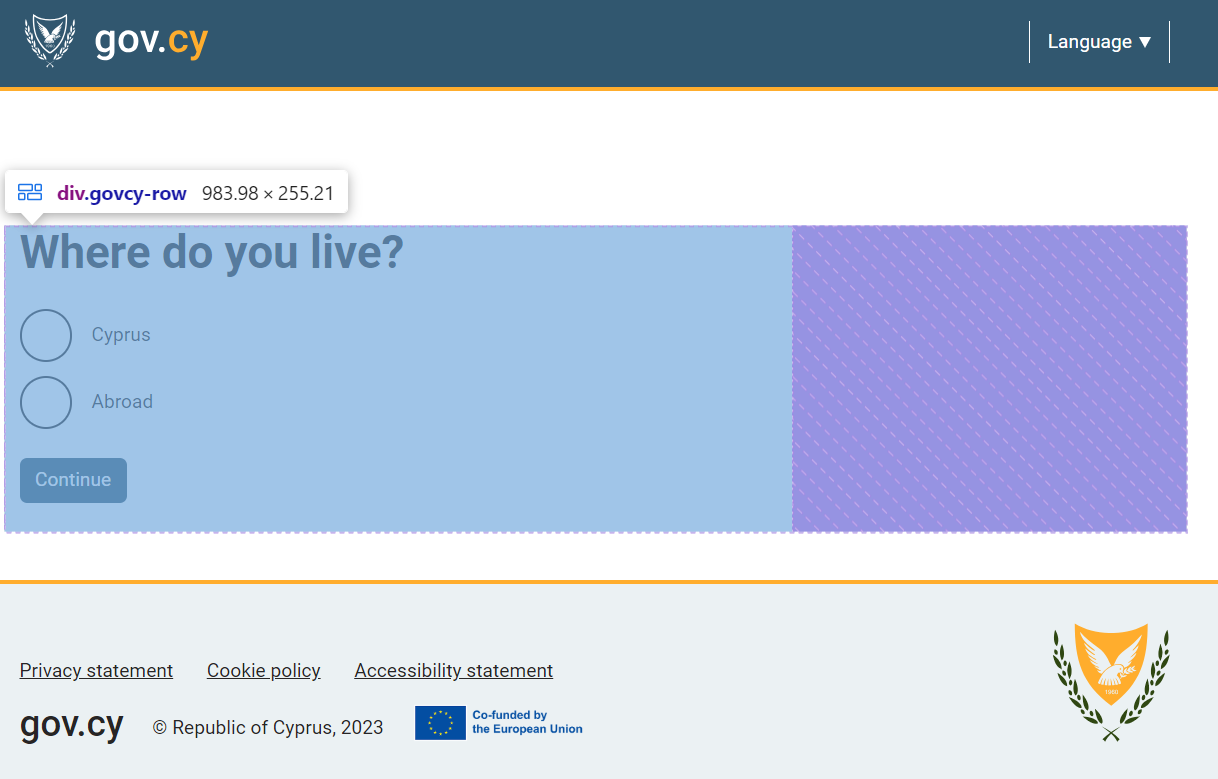 gov.cy
Language ▼
div.govcy-row 983.98 × 255.21
Where do you live?
Cyprus
Abroad
Continue
Privacy statement Cookie policy Accessibility statement
gov.cy © Republic of Cyprus, 2023 Co-funded by
the European Union
1960